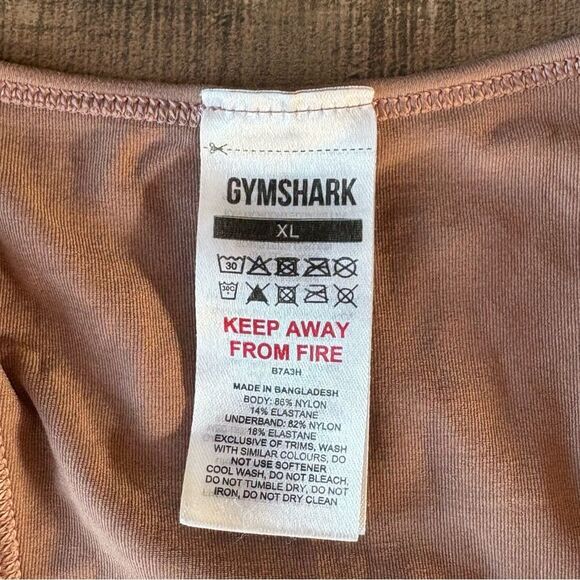 GYMSHARK
XL
30
30C
KEEP AWAY
FROM FIRE
B7A3H
MADE IN BANGLADESH
BODY: 86% NYLON
14% ELASTANE
UNDERBAND: 82% NYLON
18% ELASTANE
EXCLUSIVE OF TRIMS, WASH
WITH SIMILAR COLOURS, DO
NOT USE SOFTENER
COOL WASH, DO NOT BLEACH,
DO NOT TUMBLE DRY, DO NOT
IRON, DO NOT DRY CLEAN